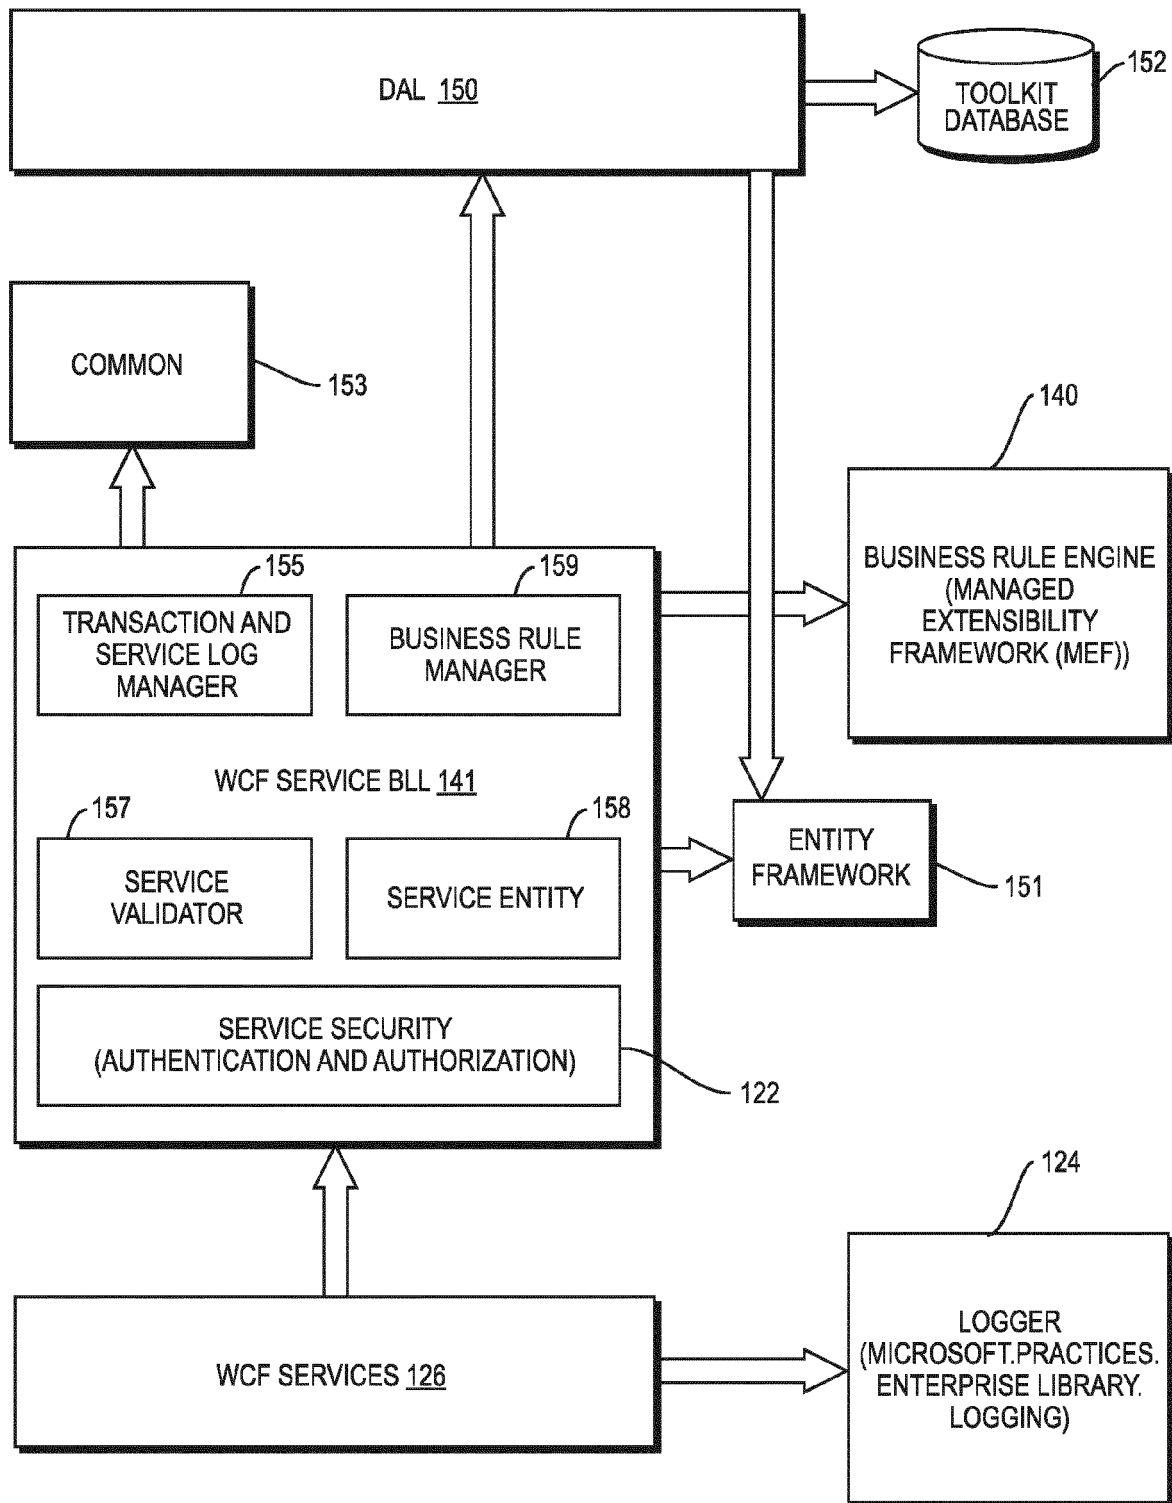 DAL 150
TOOLKIT
DATABASE
152
COMMON
153
140
BUSINESS RULE ENGINE
(MANAGED
EXTENSIBILITY
FRAMEWORK (MEF))
155
159
TRANSACTION AND
SERVICE LOG
MANAGER
BUSINESS RULE
MANAGER
WCF SERVICE BLL 141
157
158
SERVICE
VALIDATOR
SERVICE ENTITY
ENTITY
FRAMEWORK
151
SERVICE SECURITY
(AUTHENTICATION AND AUTHORIZATION)
122
124
WCF SERVICES 126
LOGGER
(MICROSOFT.PRACTICES.
ENTERPRISE LIBRARY.
LOGGING)